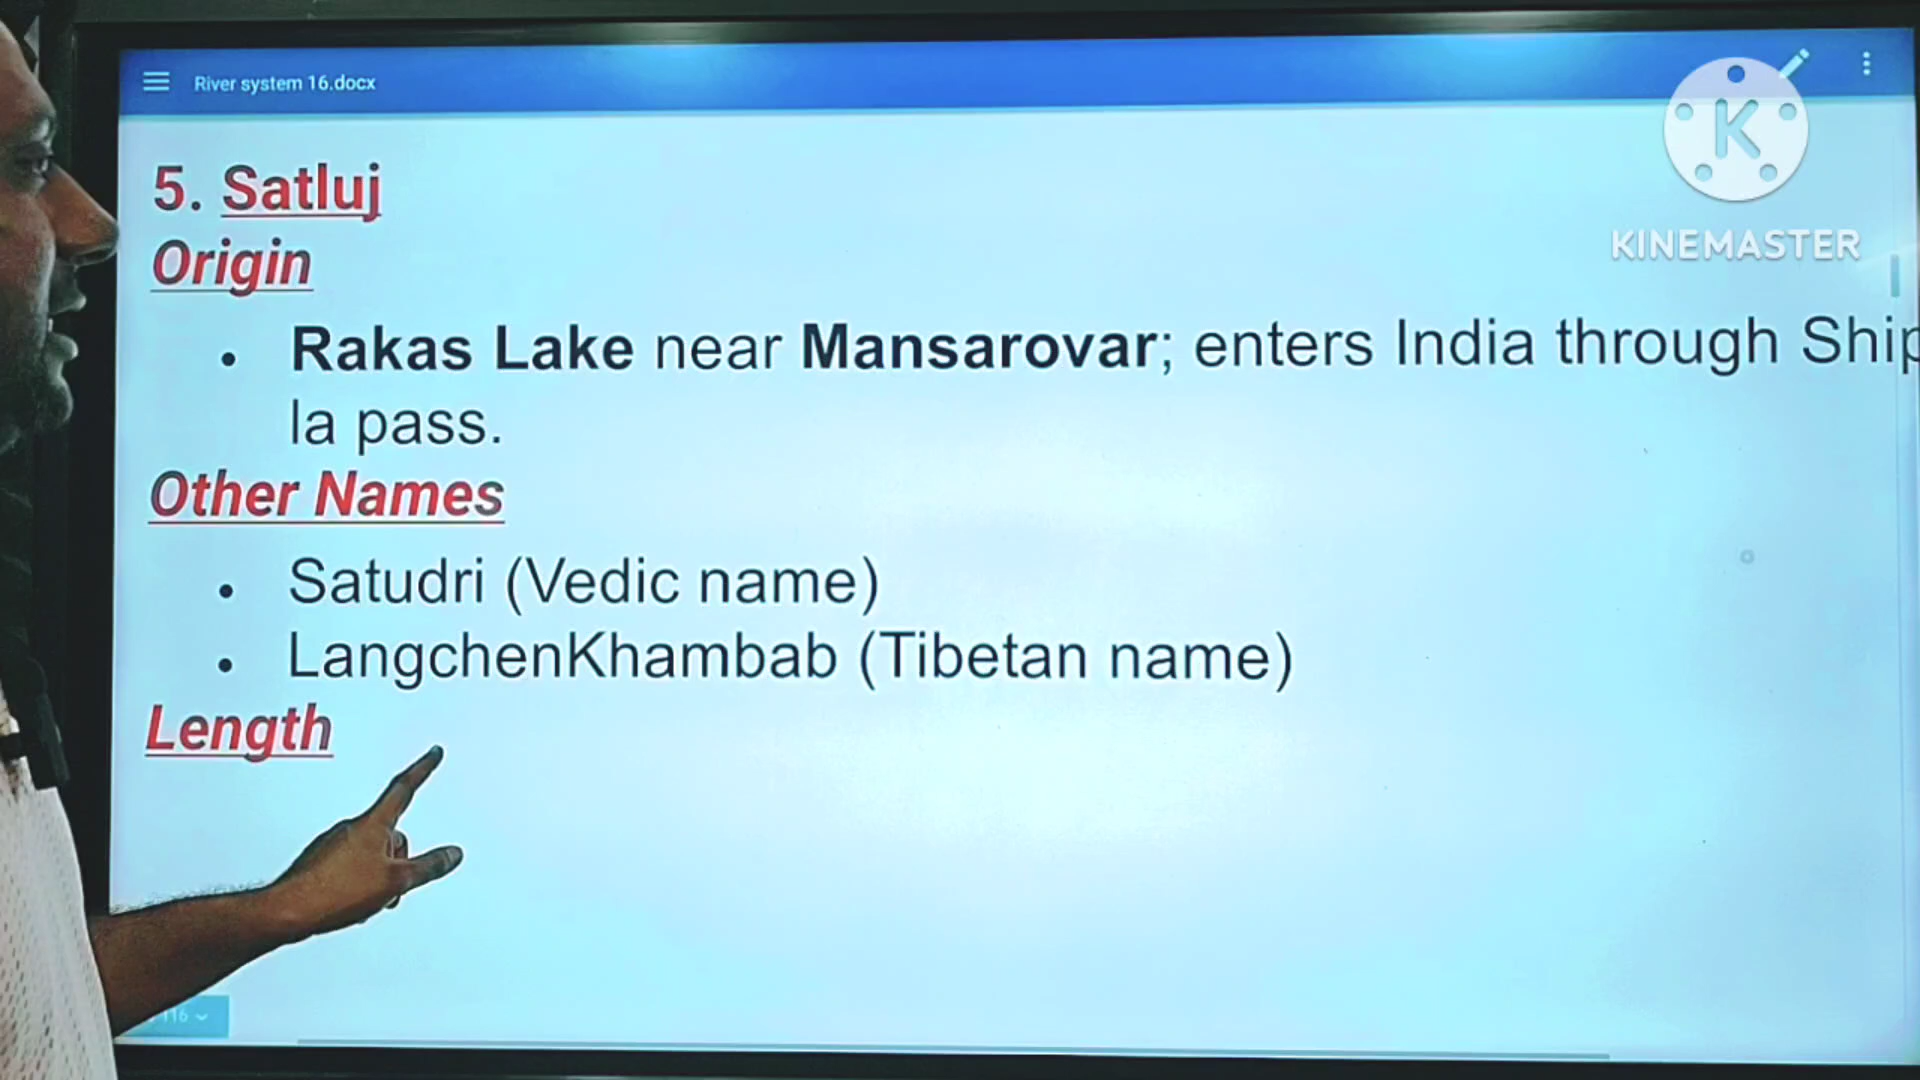 River system 16.docx
K
KINEMASTER
5. Satluj
Origin
• Rakas Lake near Mansarovar; enters India through Ship
la pass.
Other Names
• Satudri (Vedic name)
• LangchenKhambab (Tibetan name)
Length